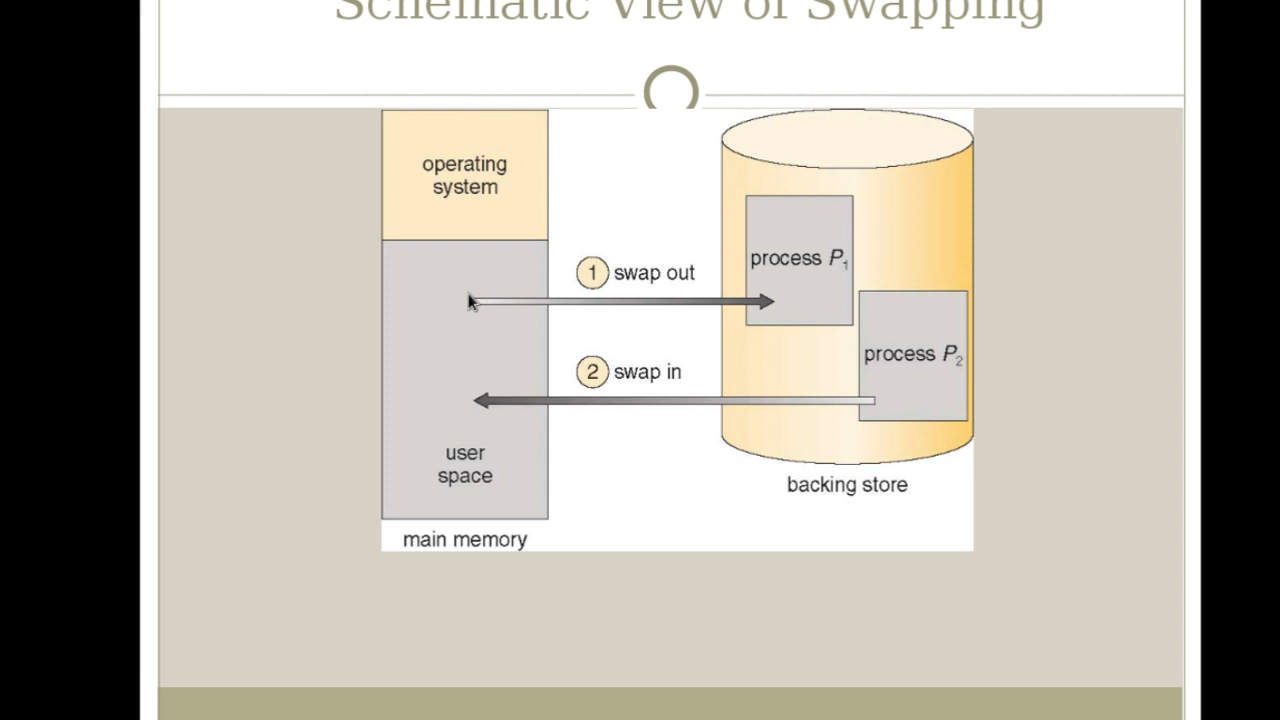 Schematic View of Swapping
operating
system
1 swap out
process P1
2 swap in
process P2
user
space
backing store
main memory